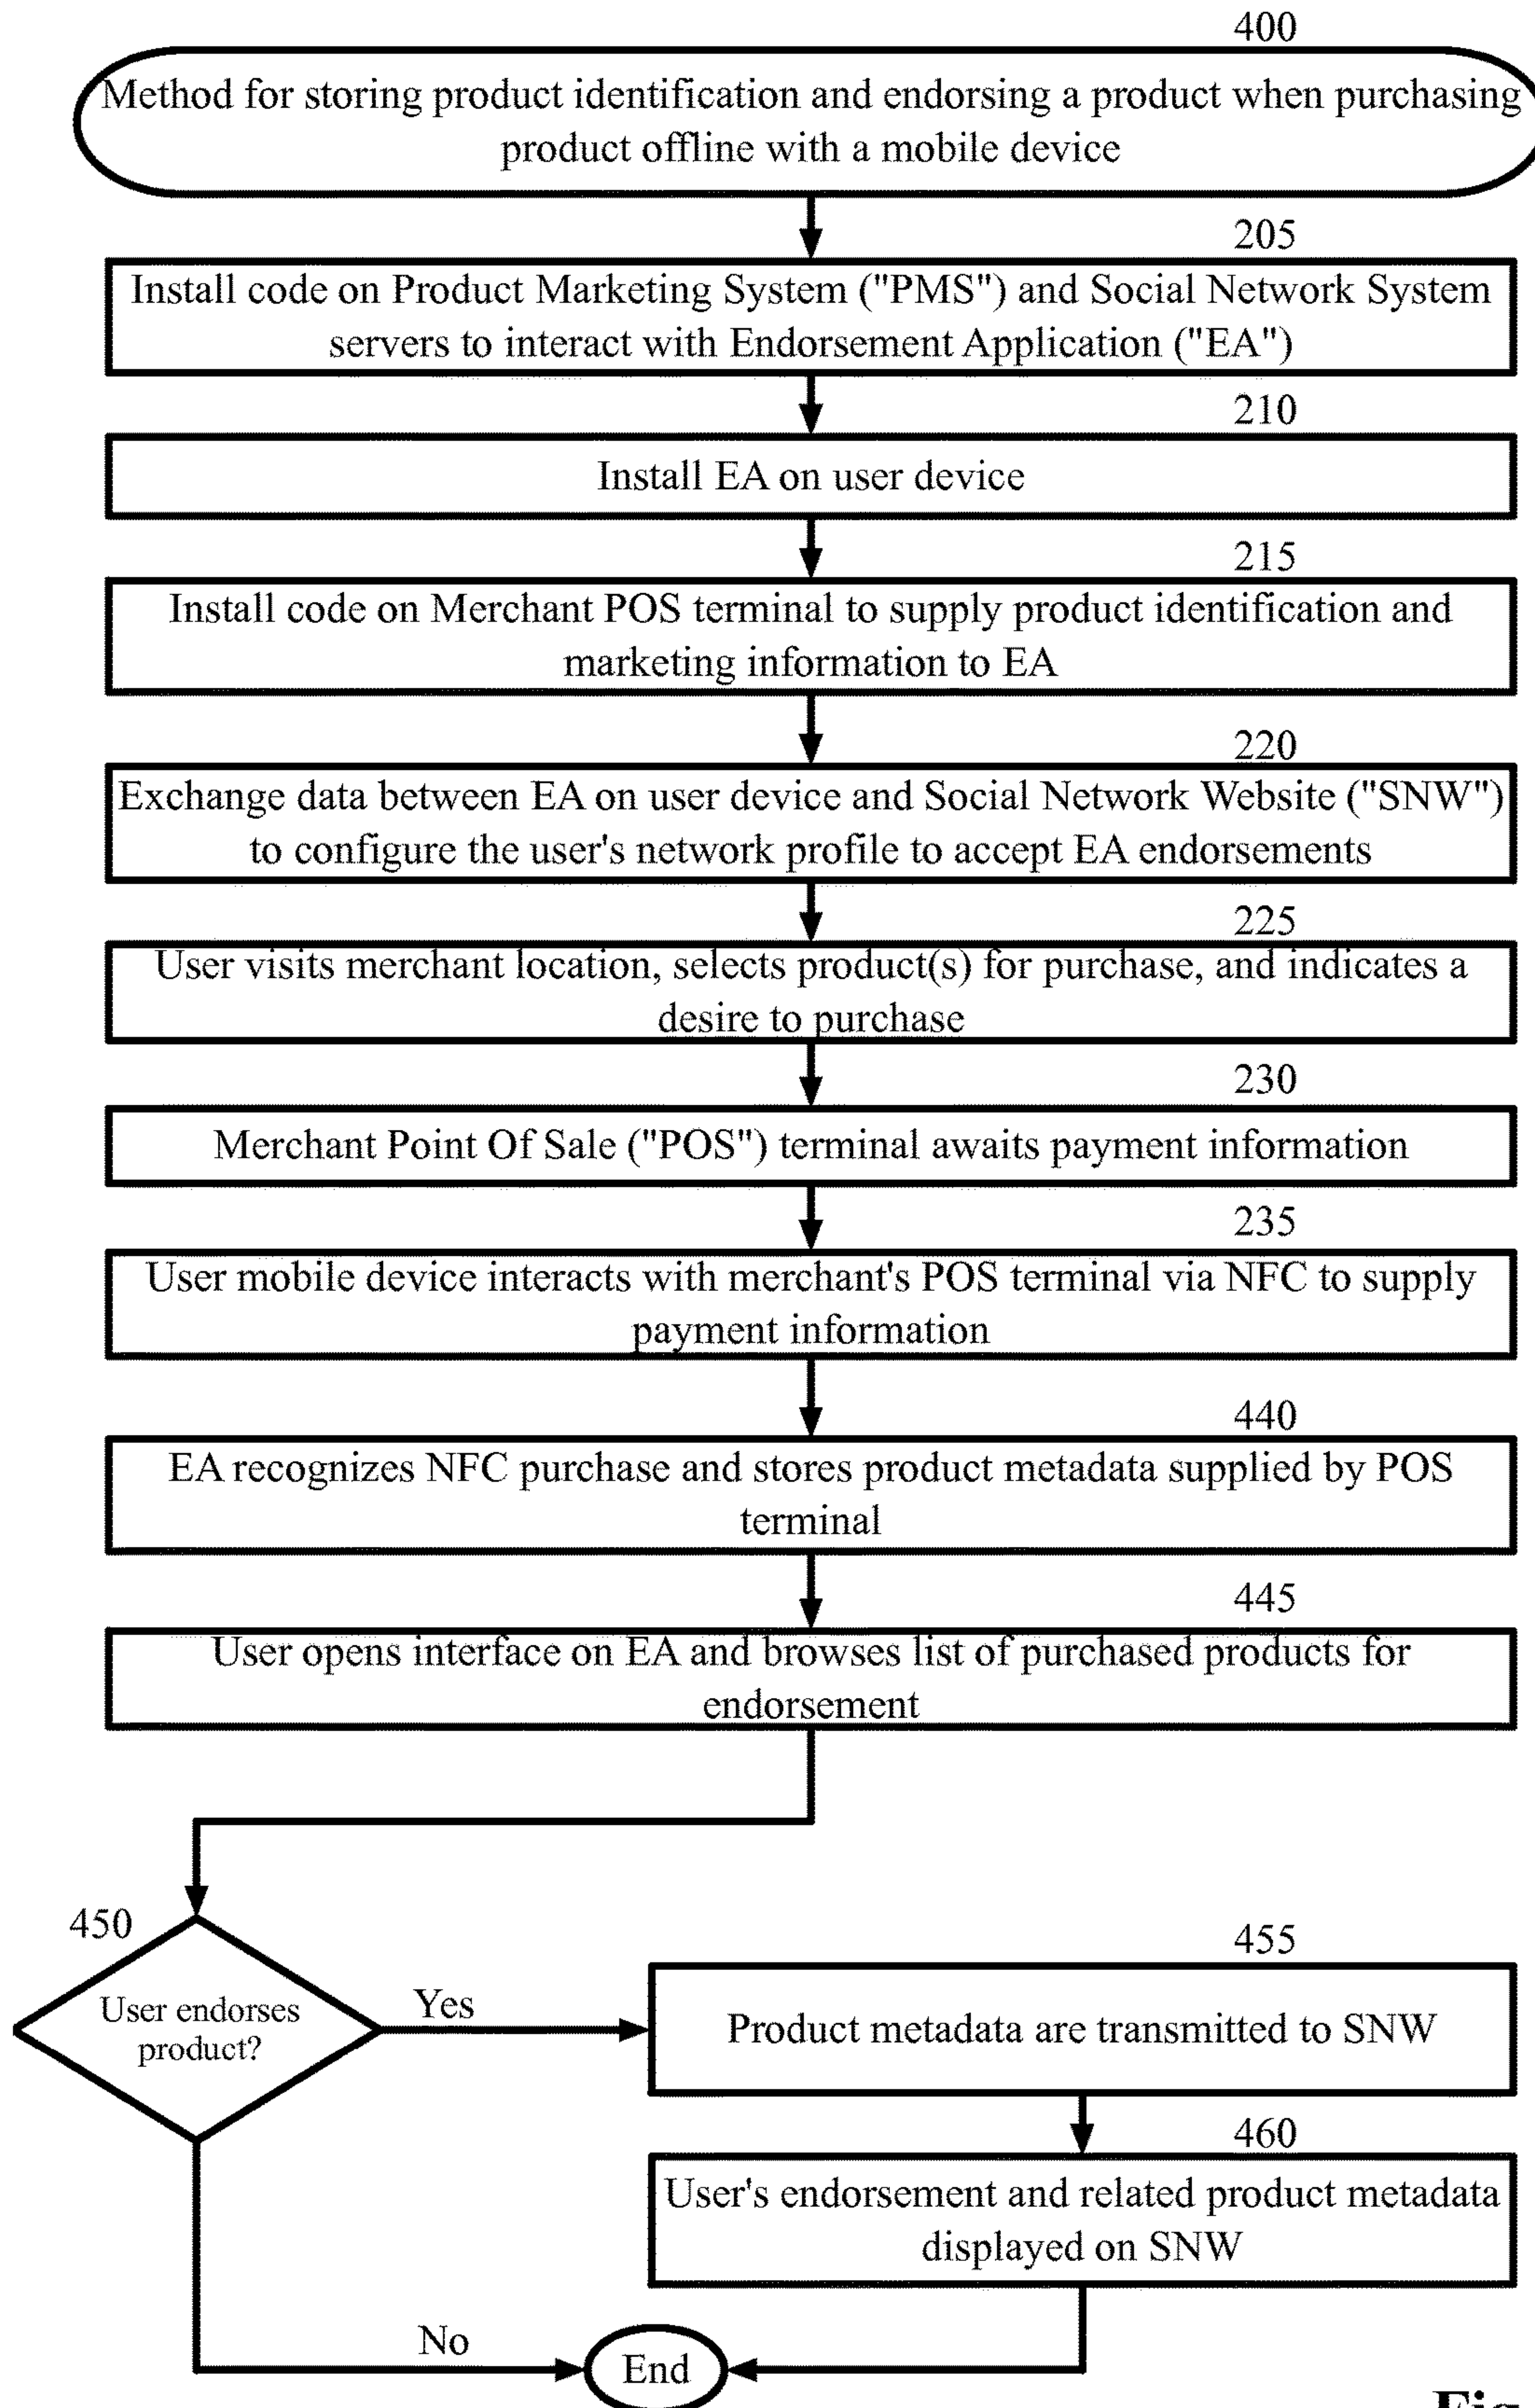 400
Method for storing product identification and endorsing a product when purchasing
product offline with a mobile device
205
Install code on Product Marketing System ("PMS") and Social Network System
servers to interact with Endorsement Application ("EA")
210
Install EA on user device
215
Install code on Merchant POS terminal to supply product identification and
marketing information to EA
220
Exchange data between EA on user device and Social Network Website ("SNW")
to configure the user's network profile to accept EA endorsements
225
User visits merchant location, selects product(s) for purchase, and indicates a
desire to purchase
230
Merchant Point Of Sale ("POS") terminal awaits payment information
235
User mobile device interacts with merchant's POS terminal via NFC to supply
payment information
440
EA recognizes NFC purchase and stores product metadata supplied by POS
terminal
445
User opens interface on EA and browses list of purchased products for
endorsement
450
User endorses
product?
Yes
455
Product metadata are transmitted to SNW
460
User's endorsement and related product metadata
displayed on SNW
No
End